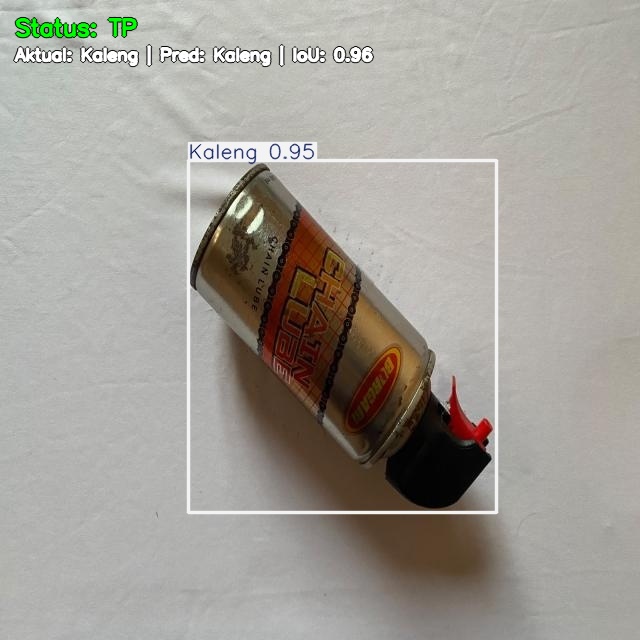 Status: TP
Aktual: Kaleng | Pred: Kaleng | IoU: 0.96
Kaleng 0.95
CHAIN LUBE
CHAIN
LUBE